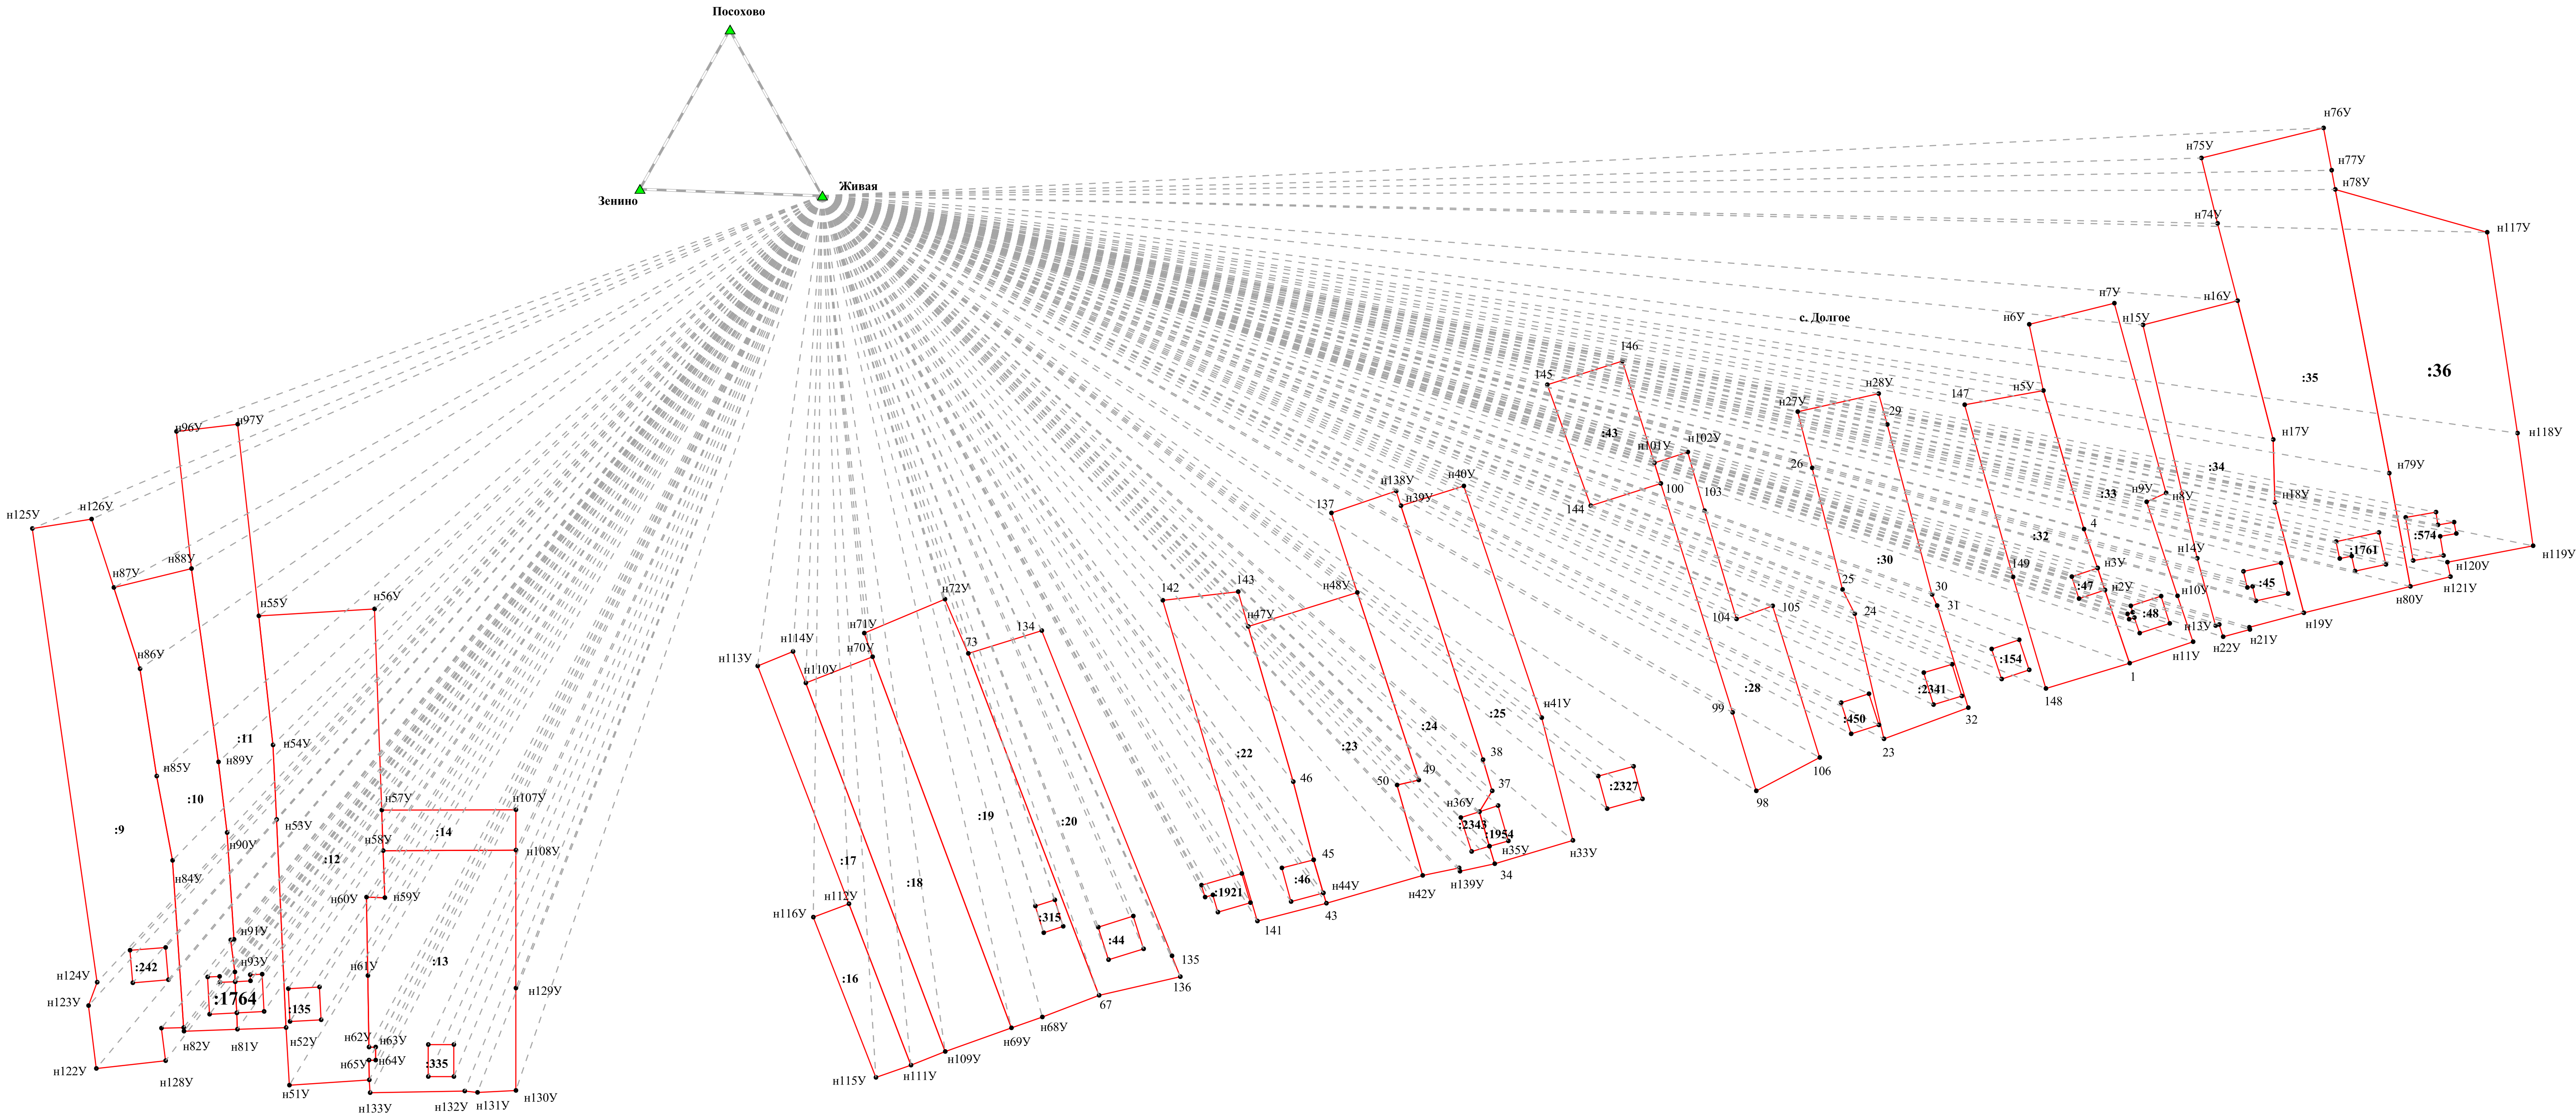 Посохово
Зенино
Живая
с. Долгое
н76У
н75У
н77У
н78У
н74У
н117У
н7У
н16У
н6У
н15У
146
145
:35
:36
н5У
н28У
147
н27У
29
:43
н96У
н97У
н101У
н102У
н17У
н118У
26
:34
н79У
н40У
н138У
н39У
100
103
н9У
н8У
:33
н18У
137
144
н125У
н126У
4
:32
:574
:1761
н119У
н88У
н87У
:30
149
н14У
н3У
н120У
н121У
н72У
142
143
н48У
25
30
:47
н2У
н10У
:45
н80У
н55У
н56У
24
31
104
105
:48
н13У
н19У
н71У
134
н47У
н22У
н21У
н114У
н70У
73
н113У
н110У
:154
1
н11У
н86У
:2341
148
:28
99
:450
32
23
н41У
:11
н54У
:25
:24
:23
:22
38
н89У
н85У
49
50
46
37
106
98
:2327
:10
н57У
н107У
н36У
:19
:20
:9
н53У
н58У
:14
н90У
:2343
:1954
н35У
н108У
:12
:17
45
34
н33У
н84У
:18
:46
н44У
н42У
н139У
н60У
н59У
н112У
:1921
43
н116У
:315
141
н91У
:44
:13
н93У
135
:242
н124У
н61У
:16
136
н123У
:1764
:135
н129У
67
н82У
н81У
н52У
н62У
н63У
н68У
н69У
н65У
н64У
:335
н109У
н122У
н128У
н111У
н115У
н51У
н133У
н132У
н131У
н130У